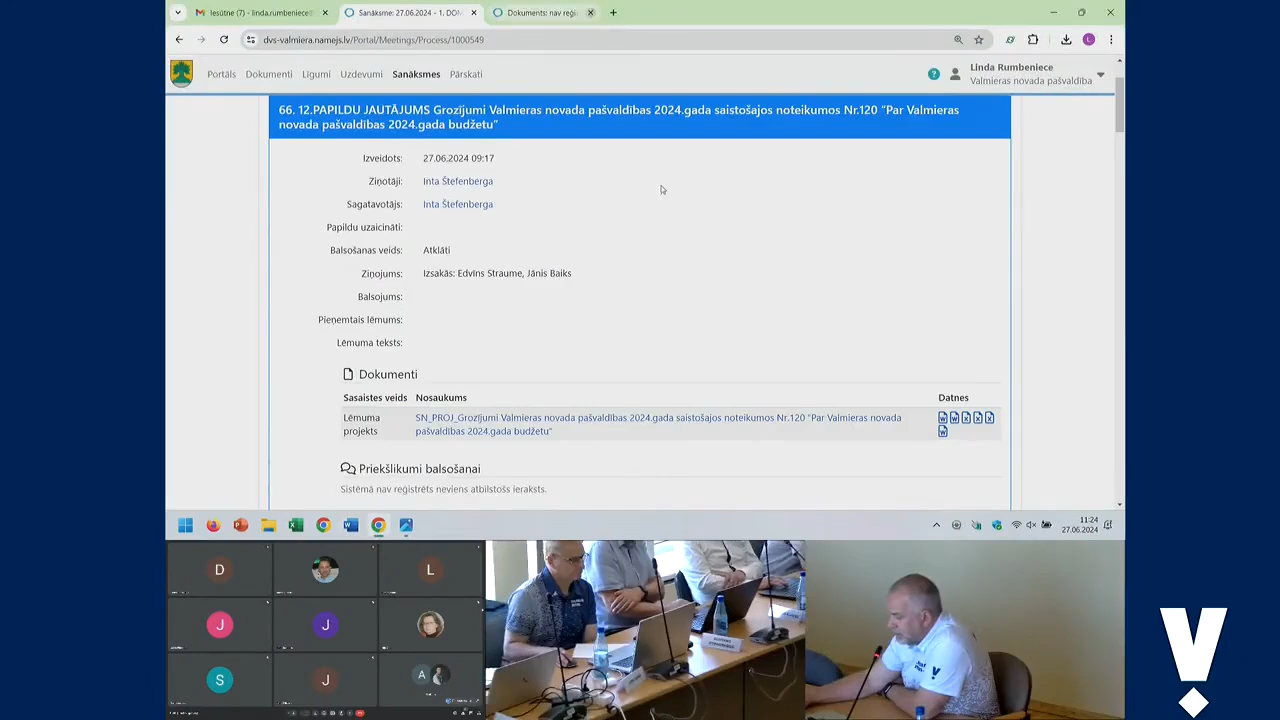 Iesūtne (7) - linda.rumbeniece@
Sanāksme: 27.06.2024 - 1. DOM
Dokuments: nav reģi
dvs-valmiera.namejs.lv/Portal/Meetings/Process/1000549
L
Portāls Dokumenti Līgumi Uzdevumi Sanāksmes Pārskati
?
Linda Rumbeniece
Valmieras novada pašvaldība
66. 12.PAPILDU JAUTĀJUMS Grozījumi Valmieras novada pašvaldības 2024.gada saistošajos noteikumos Nr.120 "Par Valmieras
novada pašvaldības 2024.gada budžetu"
Izveidots: 27.06.2024 09:17
Ziņotāji: Inta Štefenberga
Sagatavotājs: Inta Štefenberga
Papildu uzaicināti:
Balsošanas veids: Atklāti
Ziņojums: Izsakās: Edvīns Straume, Jānis Baiks
Balsojums:
Pieņemtais lēmums:
Lēmuma teksts:
Dokumenti
Sasaistes veids Nosaukums Datnes
Lēmuma projekts
SN_PROJ_Grozījumi Valmieras novada pašvaldības 2024.gada saistošajos noteikumos Nr.120 "Par Valmieras novada
pašvaldības 2024.gada budžetu"
Priekšlikumi balsošanai
Sistēmā nav reģistrēts neviens atbilstošs ieraksts.
11:24
27.06.2024
D
L
J
J
S
J
A